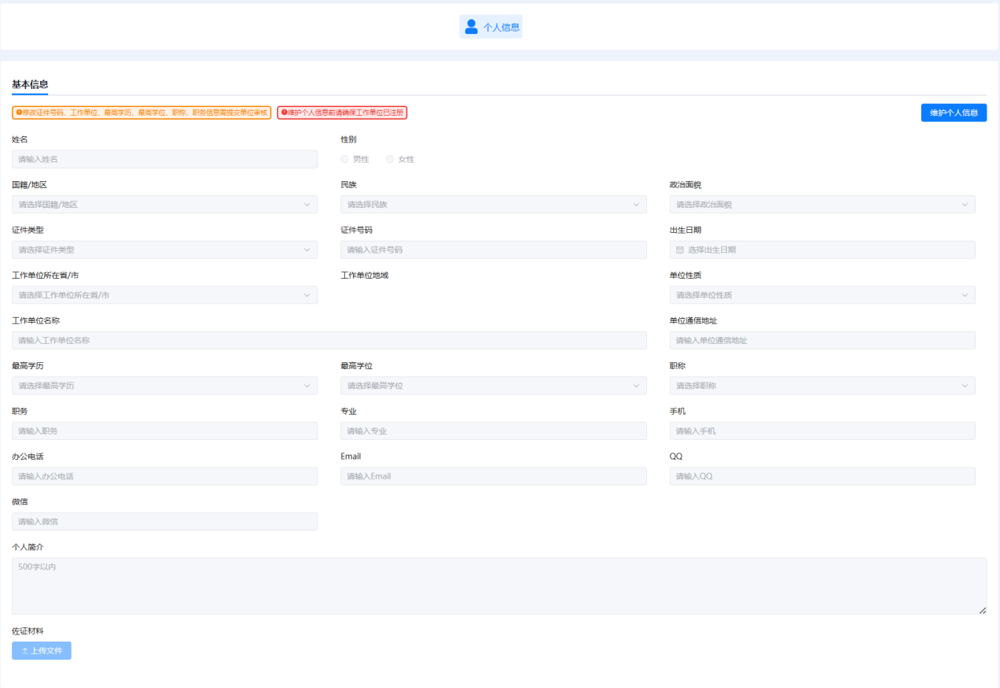 个人信息
基本信息
修改证件号码、工作单位、最高学历、最高学位、职称、职务信息需提交单位审核 维护个人信息前请确保工作单位已注册 维护个人信息
姓名 性别
请输入姓名 男性 女性
国籍/地区 民族 政治面貌
请选择国籍/地区 请选择民族 请选择政治面貌
证件类型 证件号码 出生日期
请选择证件类型 请输入证件号码 选择出生日期
工作单位所在省/市 工作单位地域 单位性质
请选择工作单位所在省/市 请选择单位性质
工作单位名称 单位通信地址
请输入工作单位名称 请输入单位通信地址
最高学历 最高学位 职称
请选择最高学历 请选择最高学位 请选择职称
职务 专业 手机
请输入职务 请输入专业 请输入手机
办公电话 Email QQ
请输入办公电话 请输入Email 请输入QQ
微信
请输入微信
个人简介
500字以内
佐证材料
上传文件